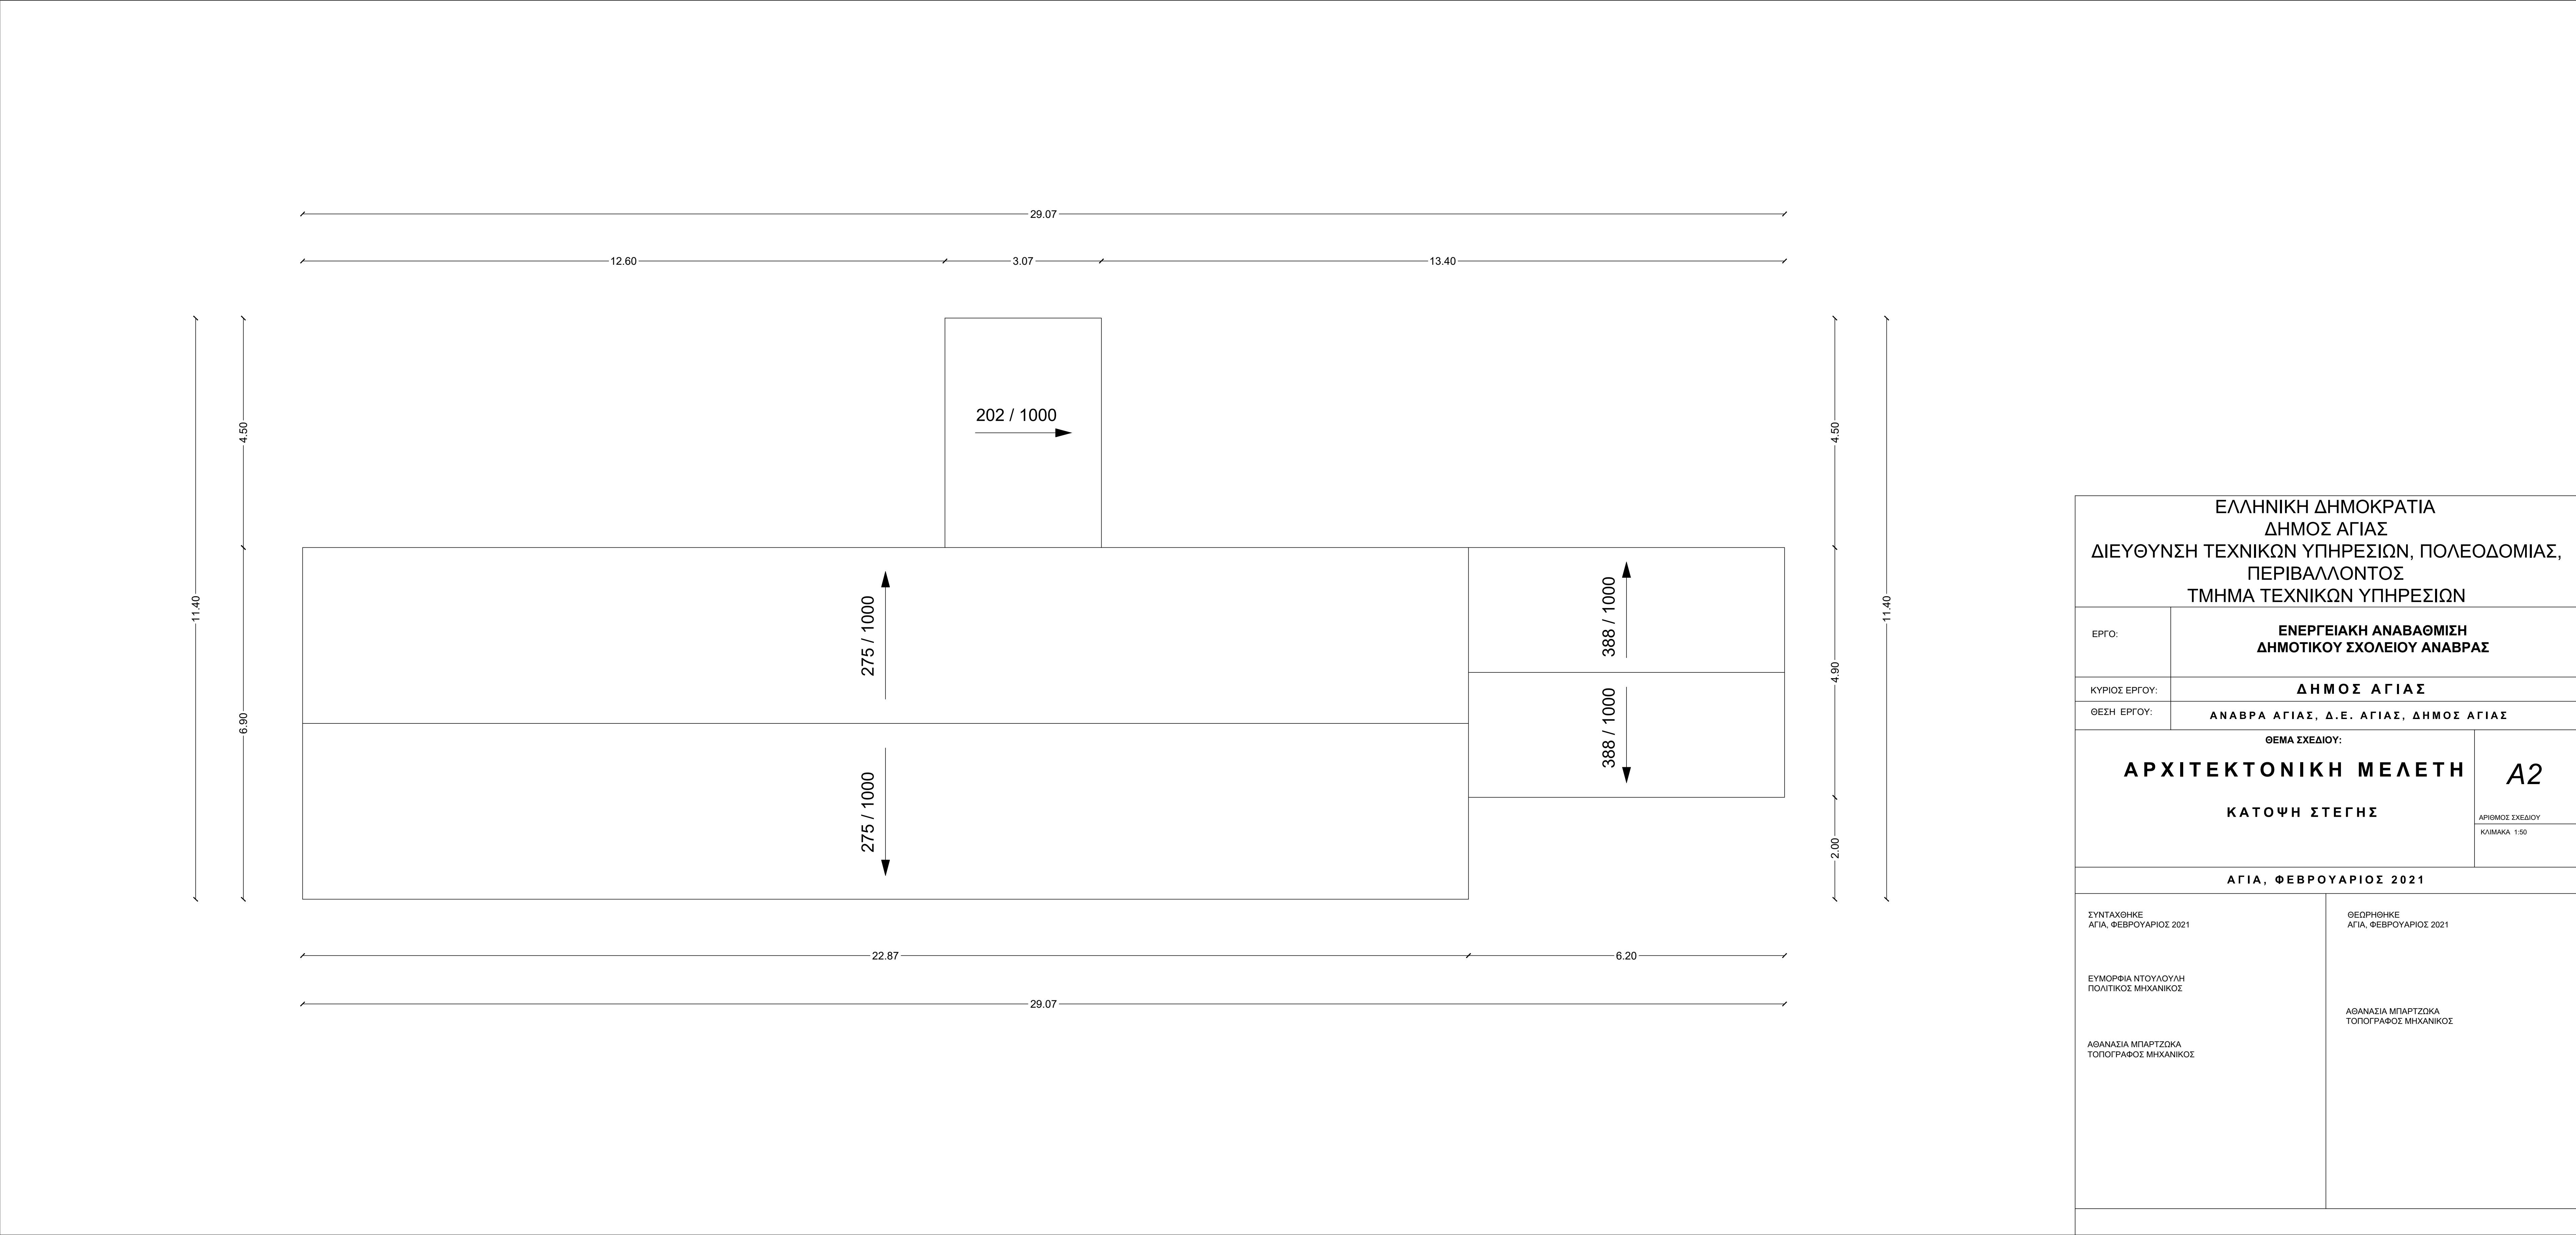 29.07
12.60
3.07
13.40
11.40
4.50
6.90
202 / 1000
275 / 1000
275 / 1000
388 / 1000
388 / 1000
4.50
4.90
2.00
11.40
22.87
6.20
29.07
ΕΛΛΗΝΙΚΗ ΔΗΜΟΚΡΑΤΙΑ
ΔΗΜΟΣ ΑΓΙΑΣ
ΔΙΕΥΘΥΝΣΗ ΤΕΧΝΙΚΩΝ ΥΠΗΡΕΣΙΩΝ, ΠΟΛΕΟΔΟΜΙΑΣ,
ΠΕΡΙΒΑΛΛΟΝΤΟΣ
ΤΜΗΜΑ ΤΕΧΝΙΚΩΝ ΥΠΗΡΕΣΙΩΝ
ΕΡΓΟ:
ΕΝΕΡΓΕΙΑΚΗ ΑΝΑΒΑΘΜΙΣΗ
ΔΗΜΟΤΙΚΟΥ ΣΧΟΛΕΙΟΥ ΑΝΑΒΡΑΣ
ΚΥΡΙΟΣ ΕΡΓΟΥ:
ΔΗΜΟΣ ΑΓΙΑΣ
ΘΕΣΗ ΕΡΓΟΥ:
ΑΝΑΒΡΑ ΑΓΙΑΣ, Δ.Ε. ΑΓΙΑΣ, ΔΗΜΟΣ ΑΓΙΑΣ
ΘΕΜΑ ΣΧΕΔΙΟΥ:
ΑΡΧΙΤΕΚΤΟΝΙΚΗ ΜΕΛΕΤΗ
ΚΑΤΟΨΗ ΣΤΕΓΗΣ
A2
ΑΡΙΘΜΟΣ ΣΧΕΔΙΟΥ
ΚΛΙΜΑΚΑ 1:50
ΑΓΙΑ, ΦΕΒΡΟΥΑΡΙΟΣ 2021
ΣΥΝΤΑΧΘΗΚΕ
ΑΓΙΑ, ΦΕΒΡΟΥΑΡΙΟΣ 2021
ΕΥΜΟΡΦΙΑ ΝΤΟΥΛΟΥΛΗ
ΠΟΛΙΤΙΚΟΣ ΜΗΧΑΝΙΚΟΣ
ΑΘΑΝΑΣΙΑ ΜΠΑΡΤΖΩΚΑ
ΤΟΠΟΓΡΑΦΟΣ ΜΗΧΑΝΙΚΟΣ
ΘΕΩΡΗΘΗΚΕ
ΑΓΙΑ, ΦΕΒΡΟΥΑΡΙΟΣ 2021
ΑΘΑΝΑΣΙΑ ΜΠΑΡΤΖΩΚΑ
ΤΟΠΟΓΡΑΦΟΣ ΜΗΧΑΝΙΚΟΣ